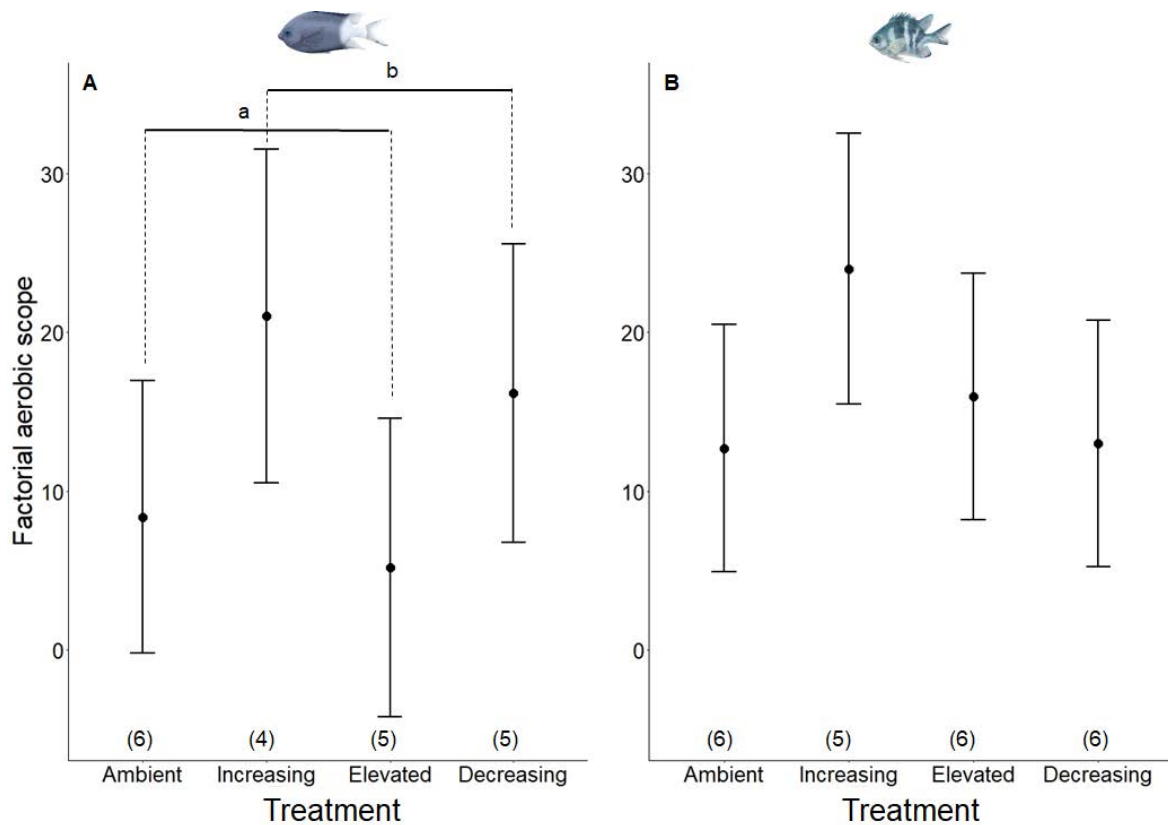 A
b
a
30
20
10
0
Factorial aerobic scope
(6) (4) (5) (5)
Ambient Increasing Elevated Decreasing
Treatment
B
30
20
10
0
(6) (5) (6) (6)
Ambient Increasing Elevated Decreasing
Treatment